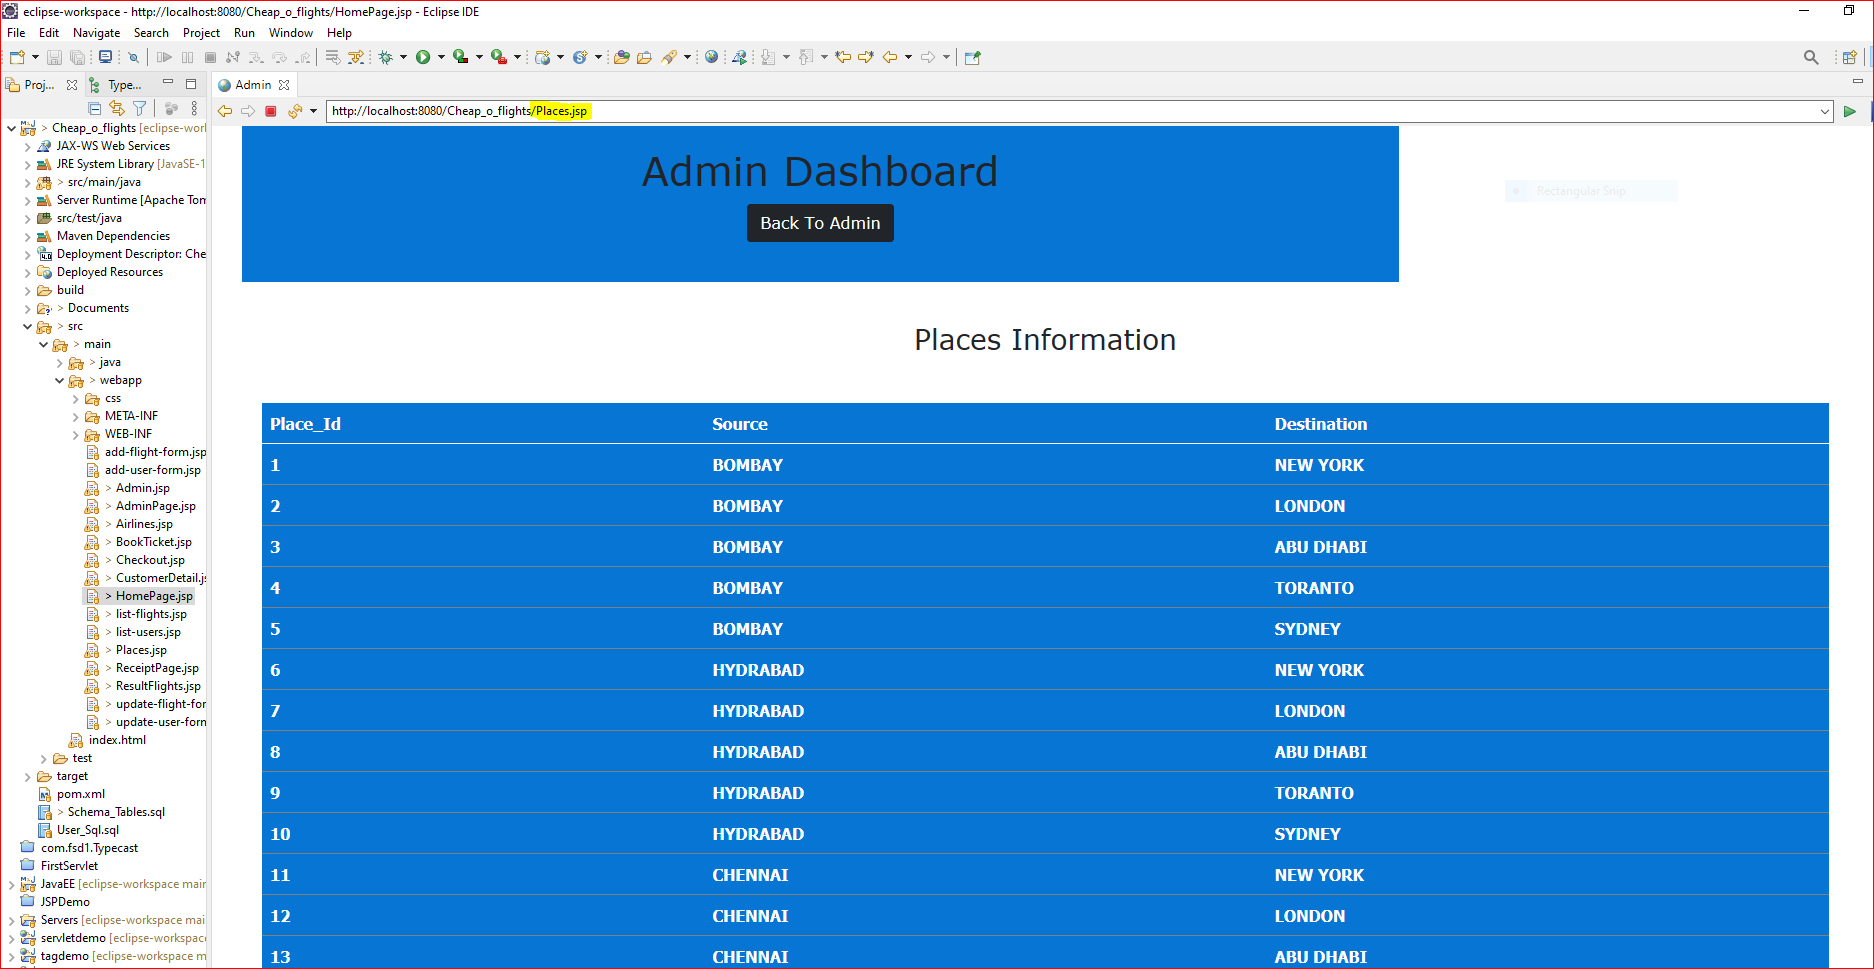 eclipse-workspace - http://localhost:8080/Cheap_o_flights/HomePage.jsp - Eclipse IDE
File Edit Navigate Search Project Run Window Help
Proj... Type...
Admin
http://localhost:8080/Cheap_o_flights/Places.jsp
> Cheap_o_flights [eclipse-worl
JAX-WS Web Services
JRE System Library [JavaSE-1
> src/main/java
Server Runtime [Apache Tom
src/test/java
Maven Dependencies
Deployment Descriptor: Che
Deployed Resources
build
> Documents
> src
> main
> java
> webapp
css
META-INF
WEB-INF
add-flight-form.jsp
add-user-form.jsp
> Admin.jsp
> AdminPage.jsp
> Airlines.jsp
> BookTicket.jsp
> Checkout.jsp
> CustomerDetail.js
> HomePage.jsp
> list-flights.jsp
> list-users.jsp
> Places.jsp
> ReceiptPage.jsp
> ResultFlights.jsp
> update-flight-for
> update-user-form
index.html
test
target
pom.xml
> Schema_Tables.sql
User_Sql.sql
com.fsd1.Typecast
FirstServlet
JavaEE [eclipse-workspace mair
JSPDemo
Servers [eclipse-workspace mai
servletdemo [eclipse-workspace
tagdemo [eclipse-workspace m
Admin Dashboard
Back To Admin
Rectangular Snip
Places Information
Place_Id Source Destination
1 BOMBAY NEW YORK
2 BOMBAY LONDON
3 BOMBAY ABU DHABI
4 BOMBAY TORANTO
5 BOMBAY SYDNEY
6 HYDRABAD NEW YORK
7 HYDRABAD LONDON
8 HYDRABAD ABU DHABI
9 HYDRABAD TORANTO
10 HYDRABAD SYDNEY
11 CHENNAI NEW YORK
12 CHENNAI LONDON
13 CHENNAI ABU DHABI